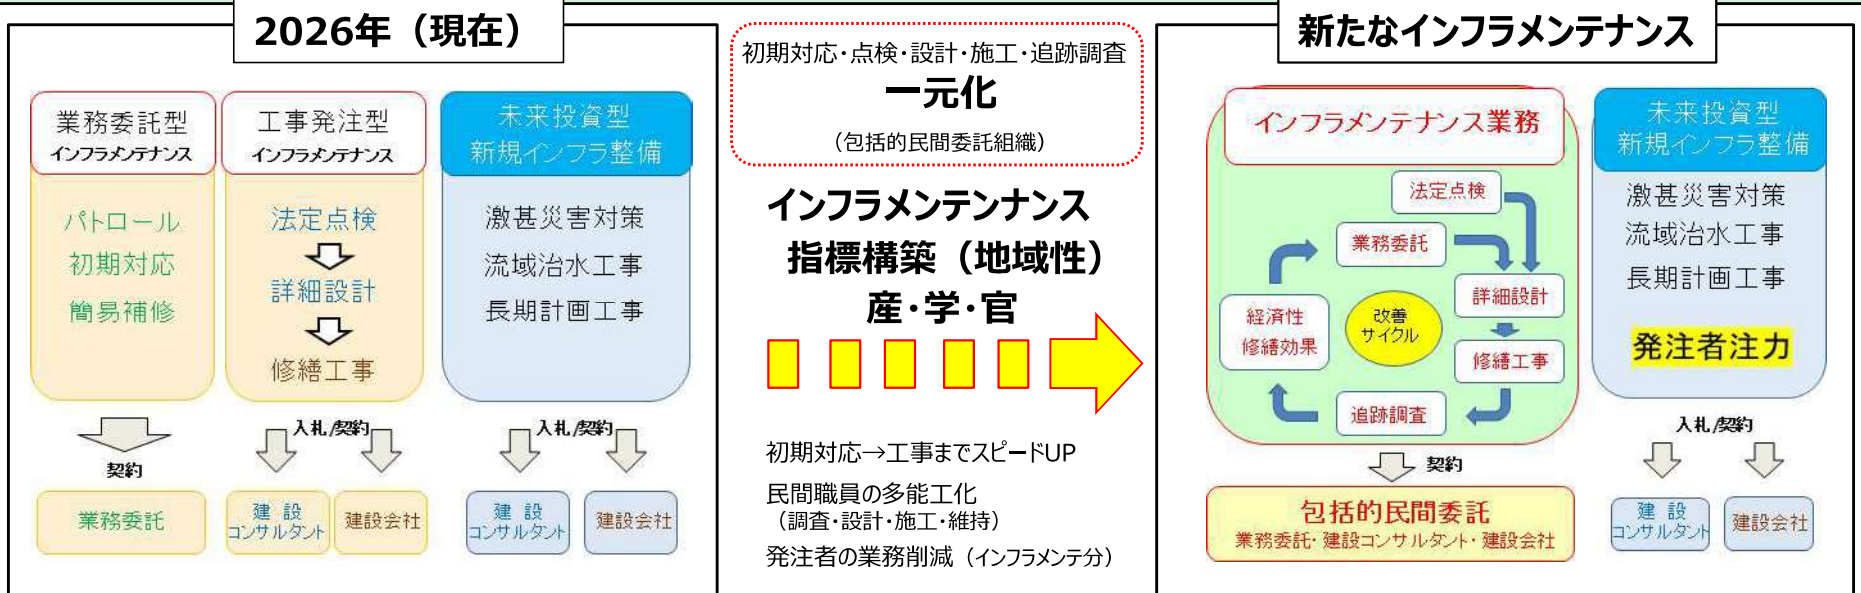 2026年（現在）
業務委託型
インフラメンテナンス
パトロール
初期対応
簡易補修
契約
業務委託
工事発注型
インフラメンテナンス
法定点検
詳細設計
修繕工事
入札/契約
建 設
コンサルタント
建設会社
未来投資型
新規インフラ整備
激甚災害対策
流域治水工事
長期計画工事
入札/契約
建 設
コンサルタント
建設会社
初期対応・点検・設計・施工・追跡調査
一元化
（包括的民間委託組織）
インフラメンテンナンス
指標構築（地域性）
産・学・官
初期対応→工事までスピードUP
民間職員の多能工化
（調査・設計・施工・維持）
発注者の業務削減（インフラメンテ分）
新たなインフラメンテナンス
インフラメンテナンス業務
法定点検
業務委託
詳細設計
経済性
修繕効果
改善
サイクル
修繕工事
追跡調査
契約
包括的民間委託
業務委託・建設コンサルタント・建設会社
未来投資型
新規インフラ整備
激甚災害対策
流域治水工事
長期計画工事
発注者注力
入札/契約
建 設
コンサルタント
建設会社